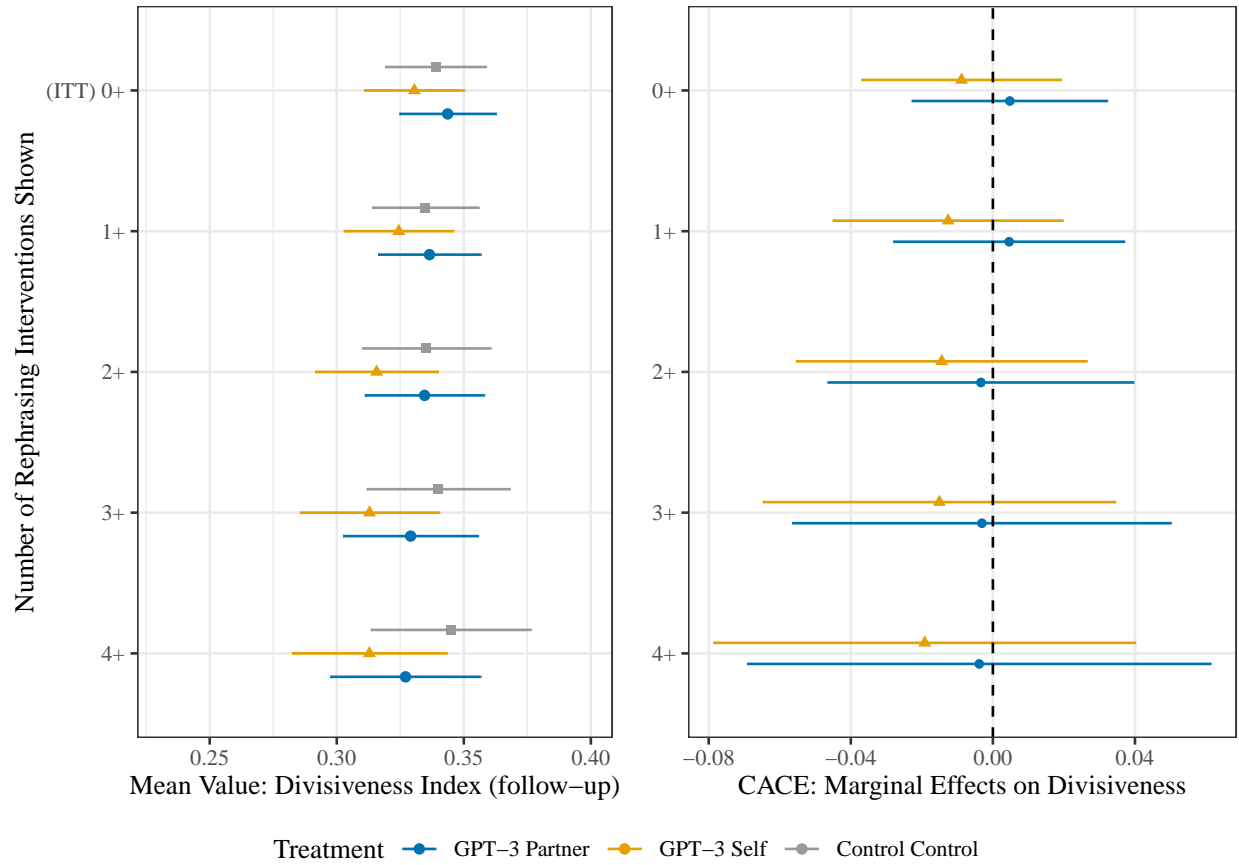 Number of Rephrasing Interventions Shown
(ITT) 0+
1+
2+
3+
4+
0.25 0.30 0.35 0.40
Mean Value: Divisiveness Index (follow−up)
0+
1+
2+
3+
4+
−0.08 −0.04 0.00 0.04
CACE: Marginal Effects on Divisiveness
Treatment GPT−3 Partner GPT−3 Self Control Control